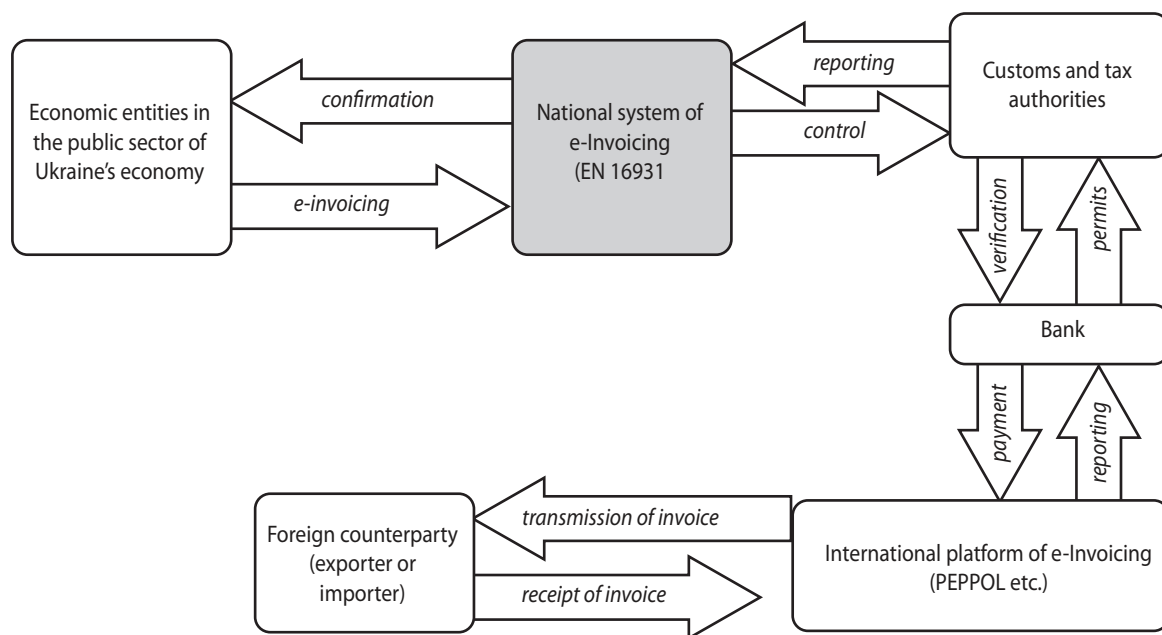 Economic entities in
the public sector of
Ukraine’s economy
confirmation
e-invoicing
National system of
e-Invoicing
(EN 16931
reporting
control
Customs and tax
authorities
verification
permits
Bank
payment
reporting
Foreign counterparty
(exporter or
importer)
transmission of invoice
receipt of invoice
International platform of e-Invoicing
(PEPPOL etc.)